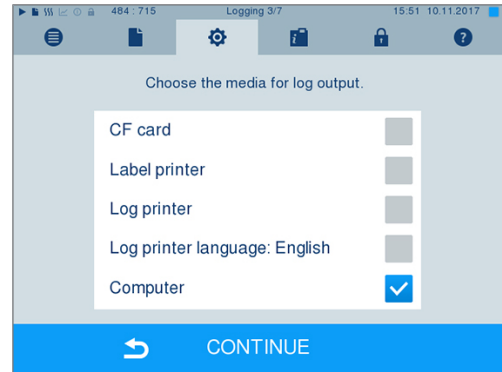 484 : 715 Logging 3/7 15:51 10.11.2017
Choose the media for log output.
CF card
Label printer
Log printer
Log printer language: English
Computer
CONTINUE